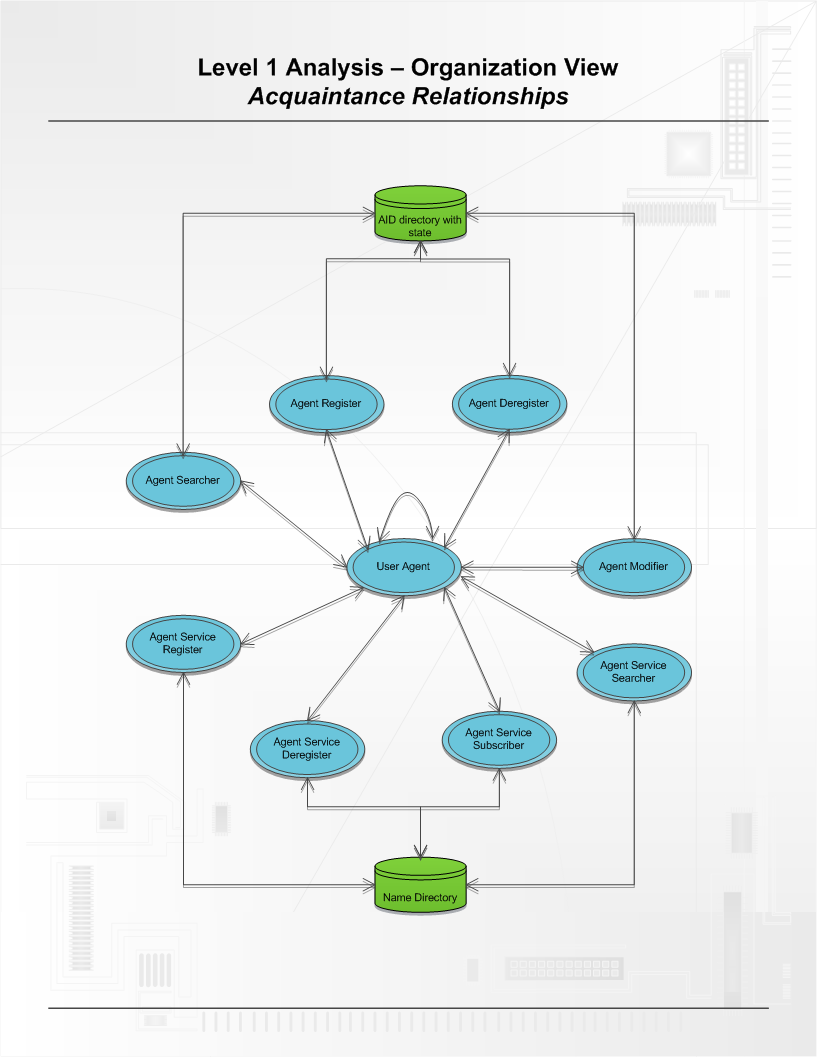 Level 1 Analysis – Organization View
Acquaintance Relationships
AID directory with
state
Agent Register
Agent Deregister
Agent Searcher
User Agent
Agent Modifier
Agent Service
Register
Agent Service
Searcher
Agent Service
Deregister
Agent Service
Subscriber
Name Directory